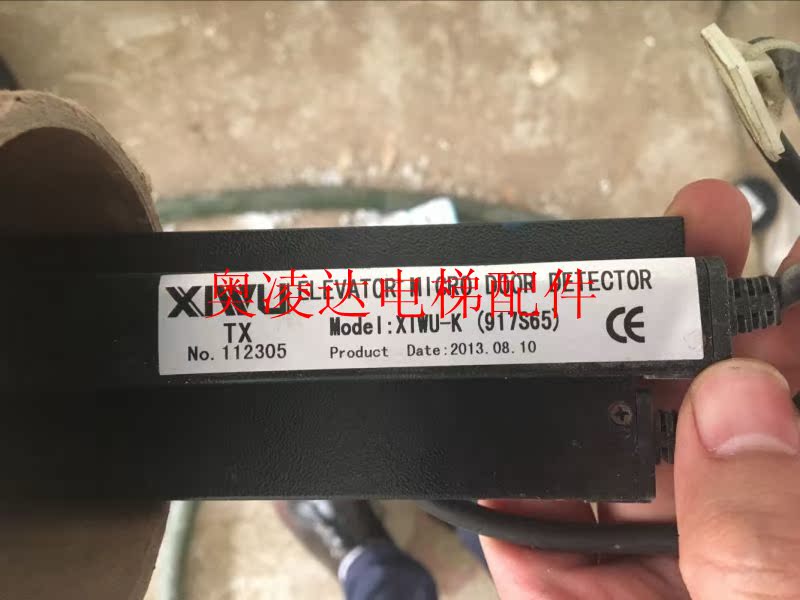 XIWU ELEVATOR MICRO DOOR DETECTOR
奥凌达电梯配件
TX Model:XIWU-K (917S65) CE
No. 112305 Product Date:2013.08.10